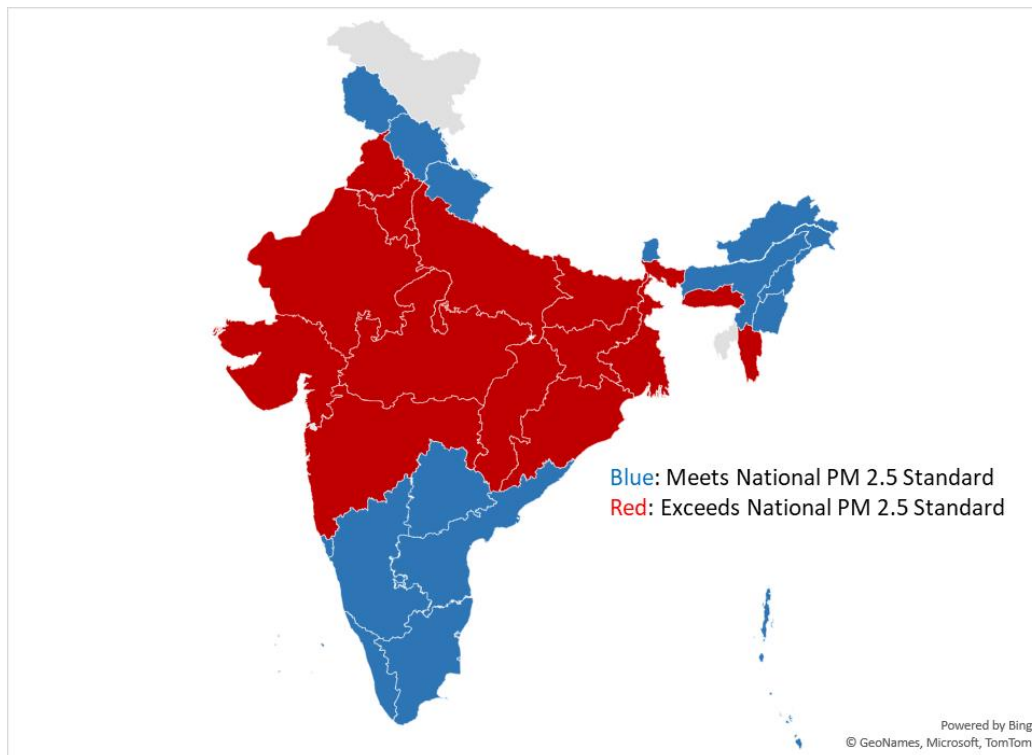 Blue: Meets National PM 2.5 Standard
Red: Exceeds National PM 2.5 Standard
Powered by Bing
© GeoNames, Microsoft, TomTom